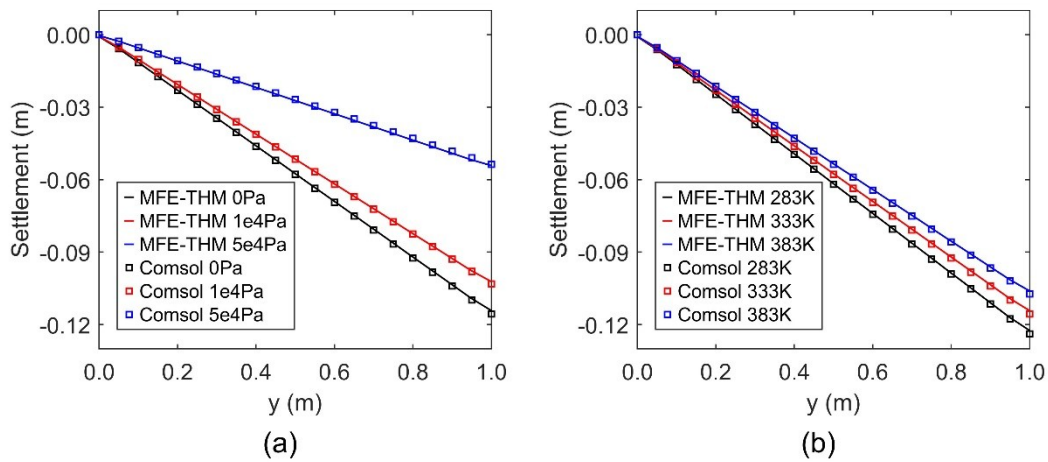 0.00
-0.03
-0.06
-0.09
-0.12
Settlement (m)
MFE-THM 0Pa
MFE-THM 1e4Pa
MFE-THM 5e4Pa
Comsol 0Pa
Comsol 1e4Pa
Comsol 5e4Pa
0.0 0.2 0.4 0.6 0.8 1.0
y (m)
(a)
0.00
-0.03
-0.06
-0.09
-0.12
Settlement (m)
MFE-THM 283K
MFE-THM 333K
MFE-THM 383K
Comsol 283K
Comsol 333K
Comsol 383K
0.0 0.2 0.4 0.6 0.8 1.0
y (m)
(b)